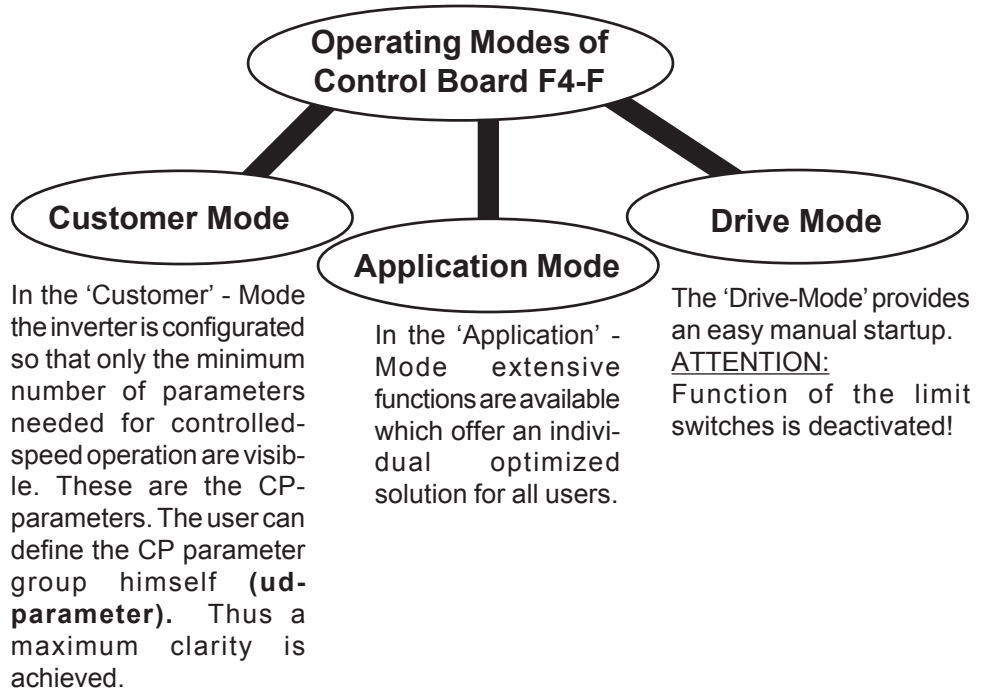 Operating Modes of
Control Board F4-F
Customer Mode
Application Mode
Drive Mode
In the ‘Customer’ - Mode
the inverter is configurated
so that only the minimum
number of parameters
needed for controlled-
speed operation are visib-
le. These are the CP-
parameters. The user can
define the CP parameter
group himself (ud-
parameter). Thus a
maximum clarity is
achieved.
In the ‘Application’ -
Mode extensive
functions are available
which offer an indivi-
dual optimized
solution for all users.
The ‘Drive-Mode’ provides
an easy manual startup.
ATTENTION:
Function of the limit
switches is deactivated!